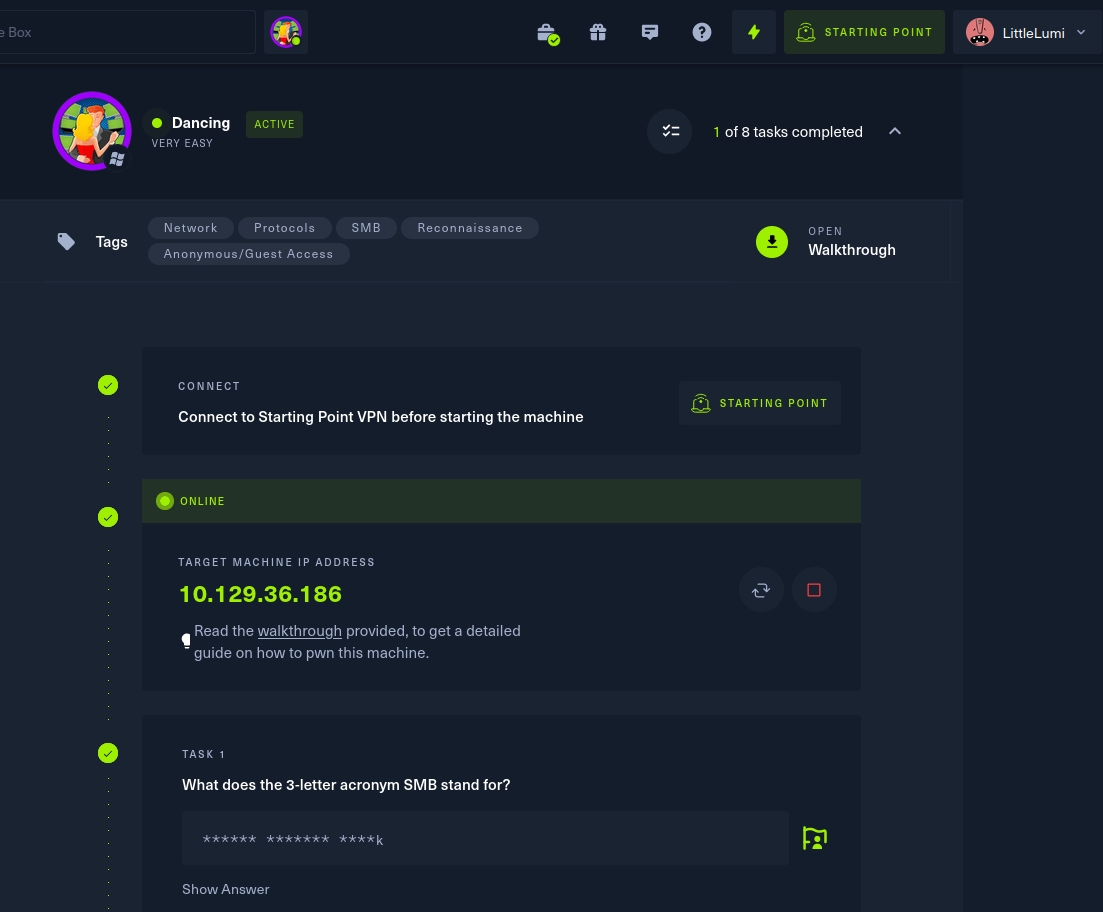 e Box
STARTING POINT
LittleLumi
Dancing
ACTIVE
VERY EASY
1 of 8 tasks completed
Tags
Network
Protocols
SMB
Reconnaissance
Anonymous/Guest Access
OPEN
Walkthrough
CONNECT
Connect to Starting Point VPN before starting the machine
STARTING POINT
ONLINE
TARGET MACHINE IP ADDRESS
10.129.36.186
Read the walkthrough provided, to get a detailed
guide on how to pwn this machine.
TASK 1
What does the 3-letter acronym SMB stand for?
****** ******* ****k
Show Answer